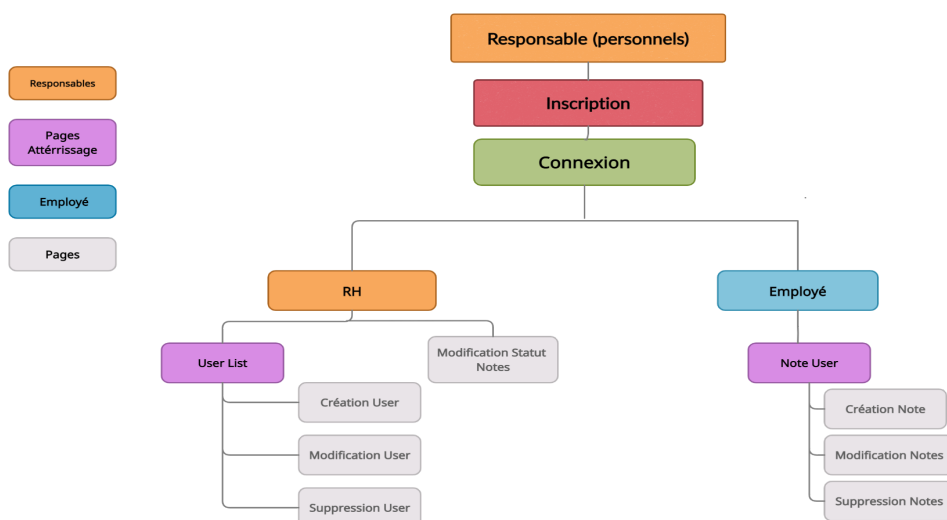 Responsable (personnels)
Inscription
Connexion
Responsables
Pages
Attérrissage
Employé
Pages
RH
Employé
User List
Modification Statut
Notes
Note User
Création User
Modification User
Suppression User
Création Note
Modification Notes
Suppression Notes